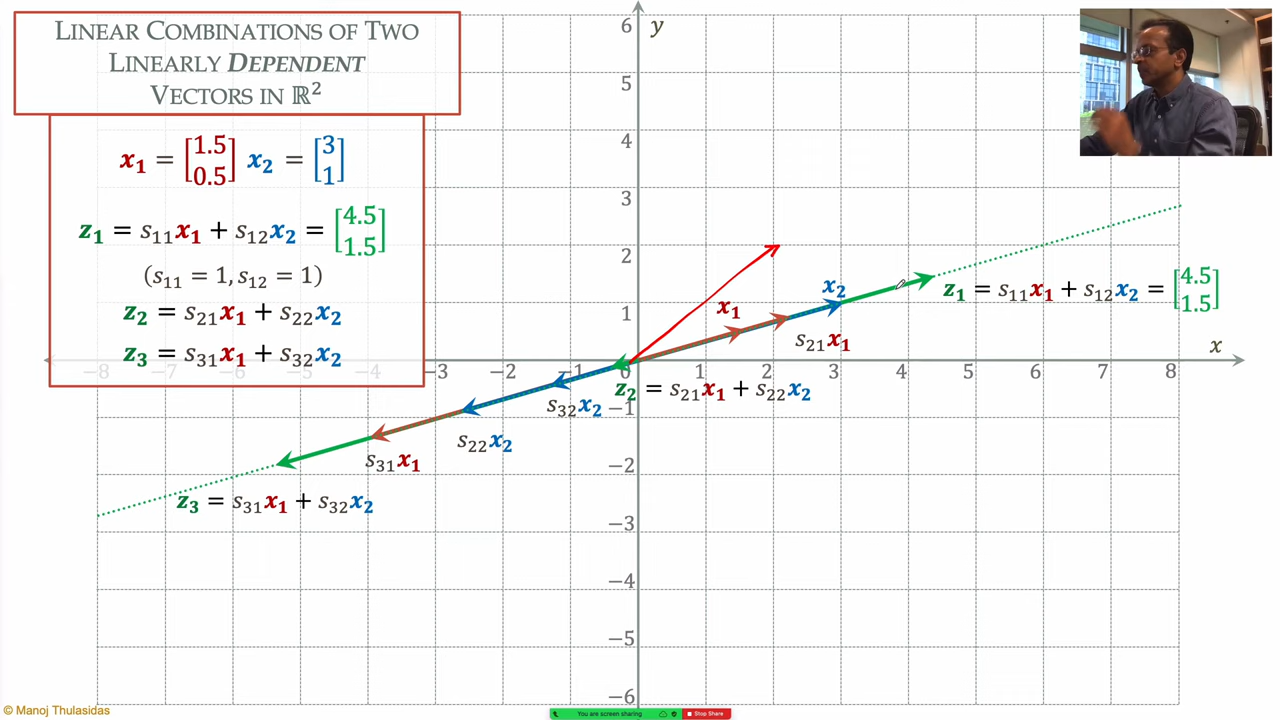 LINEAR COMBINATIONS OF TWO
LINEARLY DEPENDENT
VECTORS IN ℝ²
x₁ = [1.5 0.5] x₂ = [3 1]
z₁ = s₁₁x₁ + s₁₂x₂ = [4.5 1.5]
(s₁₁ = 1, s₁₂ = 1)
z₂ = s₂₁x₁ + s₂₂x₂
z₃ = s₃₁x₁ + s₃₂x₂
y
6
5
4
3
2
1
x₁
x₂
s₂₁x₁
z₁ = s₁₁x₁ + s₁₂x₂ = [4.5 1.5]
x
−8 −7 −6 −5 −4 −3 −2 −1 0 1 2 3 4 5 6 7 8
z₂ = s₂₁x₁ + s₂₂x₂
s₃₂x₂
−1
s₂₂x₂
s₃₁x₁
−2
z₃ = s₃₁x₁ + s₃₂x₂
−3
−4
−5
−6
© Manoj Thulasidas
You are screen sharing
Stop Share